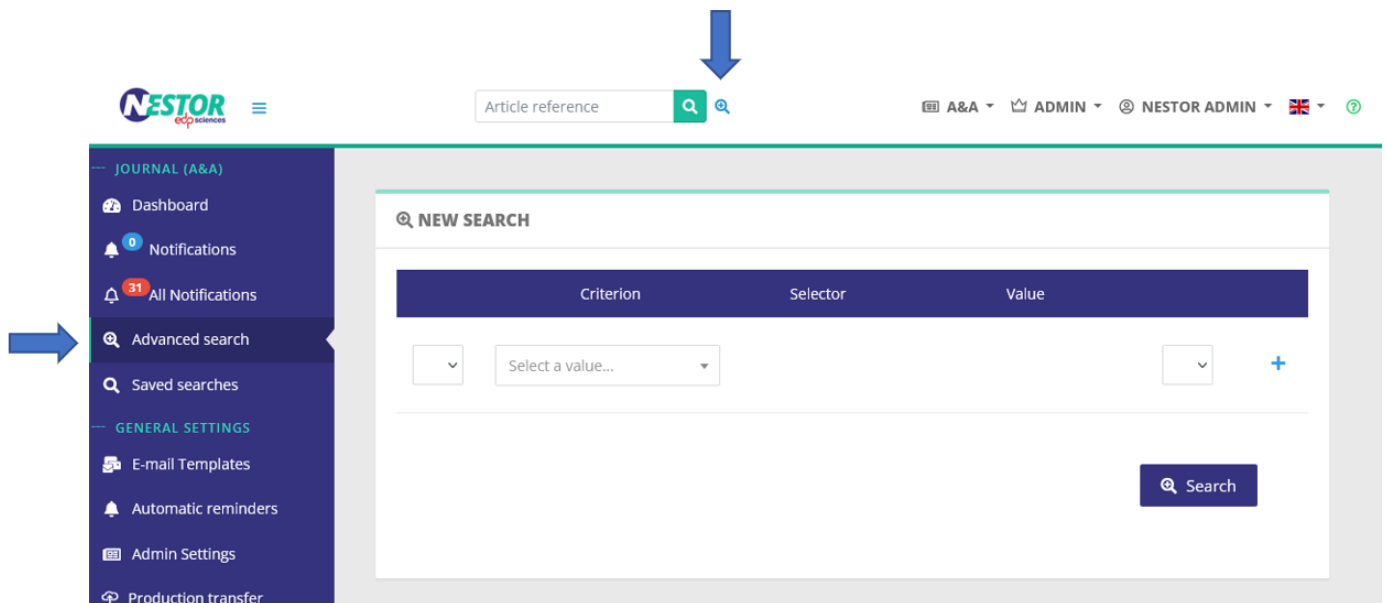 NESTOR
edp sciences
Article reference
A&A
ADMIN
NESTOR ADMIN
JOURNAL (A&A)
Dashboard
0 Notifications
31 All Notifications
Advanced search
Saved searches
GENERAL SETTINGS
E-mail Templates
Automatic reminders
Admin Settings
Production transfer
NEW SEARCH
Criterion Selector Value
Select a value...
+
Search